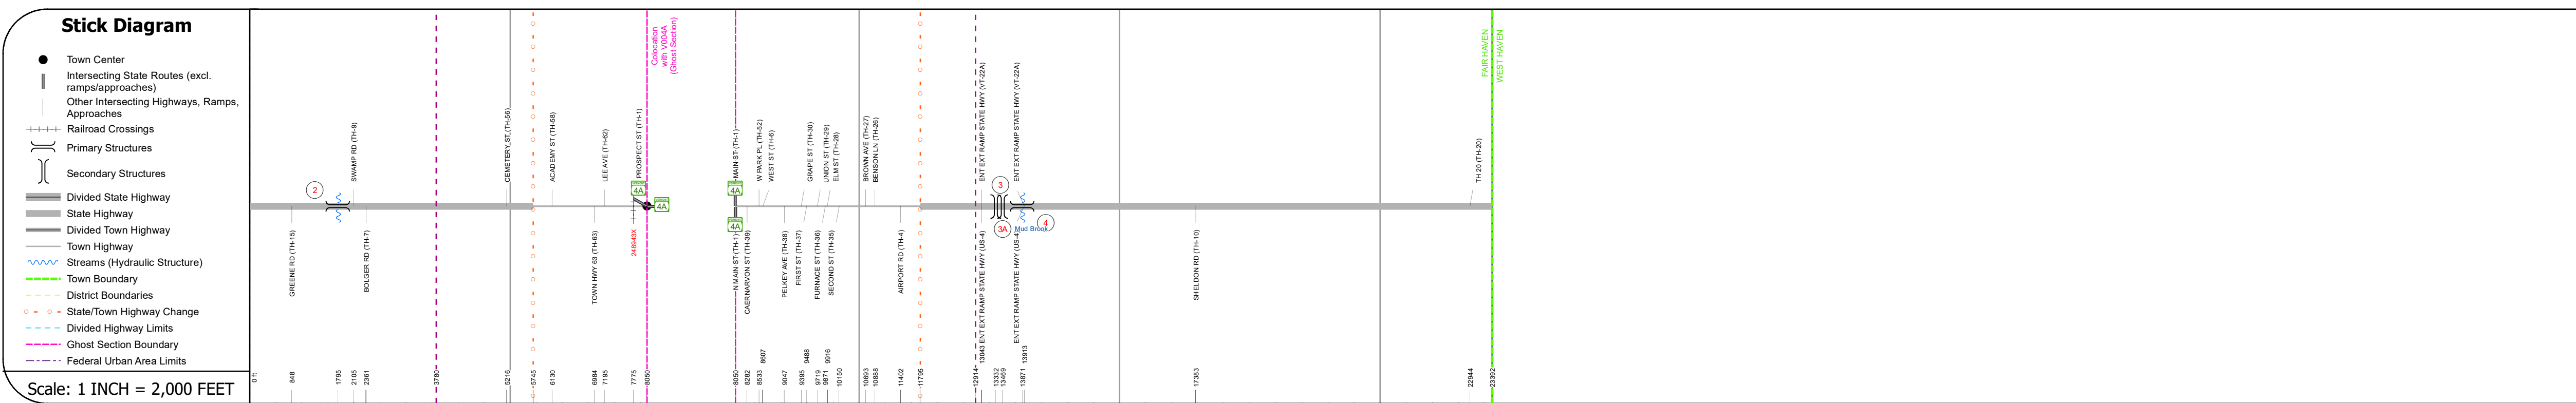 Stick Diagram
Town Center
Intersecting State Routes (excl.
ramps/approaches)
Other Intersecting Highways, Ramps,
Approaches
Railroad Crossings
Primary Structures
Secondary Structures
Divided State Highway
State Highway
Divided Town Highway
Town Highway
Streams (Hydraulic Structure)
Town Boundary
District Boundaries
State/Town Highway Change
Divided Highway Limits
Ghost Section Boundary
Federal Urban Area Limits
Scale: 1 INCH = 2,000 FEET
Colocation
with V004A
(Ghost Section)
FAIR HAVEN
WEST HAVEN
SWAMP RD (TH-9)
CEMETERY ST (TH-56)
ACADEMY ST (TH-58)
LEE AVE (TH-62)
PROSPECT ST (TH-1)
MAIN ST (TH-1)
W PARK PL (TH-52)
WEST ST (TH-6)
GRAPE ST (TH-30)
UNION ST (TH-29)
ELM ST (TH-28)
BROWN AVE (TH-27)
BENSON LN (TH-26)
ENT EXT RAMP STATE HWY (VT-22A)
ENT EXT RAMP STATE HWY (VT-22A)
TH 20 (TH-20)
2
4A
4A
4A
4A
3
3A
4
Mud Brook
248943X
GREENE RD (TH-15)
BOLGER RD (TH-7)
TOWN HWY 63 (TH-63)
N MAIN ST (TH-1)
CAERNARVON ST (TH-39)
PELKEY AVE (TH-38)
FIRST ST (TH-37)
FURNACE ST (TH-36)
SECOND ST (TH-35)
AIRPORT RD (TH-4)
ENT EXT RAMP STATE HWY (US-4)
ENT EXT RAMP STATE HWY (US-4)
SHELDON RD (TH-10)
0 ft
848
1795
2105
2361
3780
5216
5745
6130
6984
7195
7775
8050
8050
8282
8533
8607
9047
9395
9488
9719
9871
9916
10150
10693
10888
11402
11795
12914
13043
13332
13469
13871
13913
17383
22944
23392